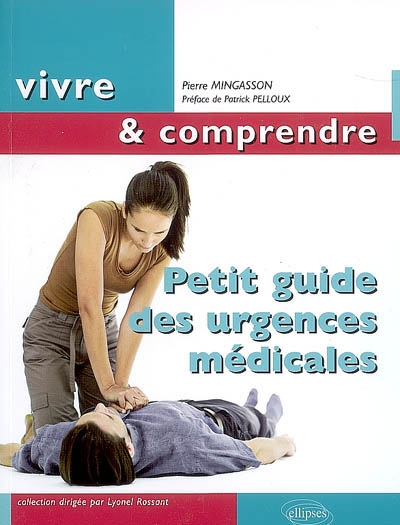 Pierre MINGASSON
Préface de Patrick PELLOUX
vivre
& comprendre
Petit guide
des urgences
médicales
collection dirigée par Lyonel Rossant
ellipses